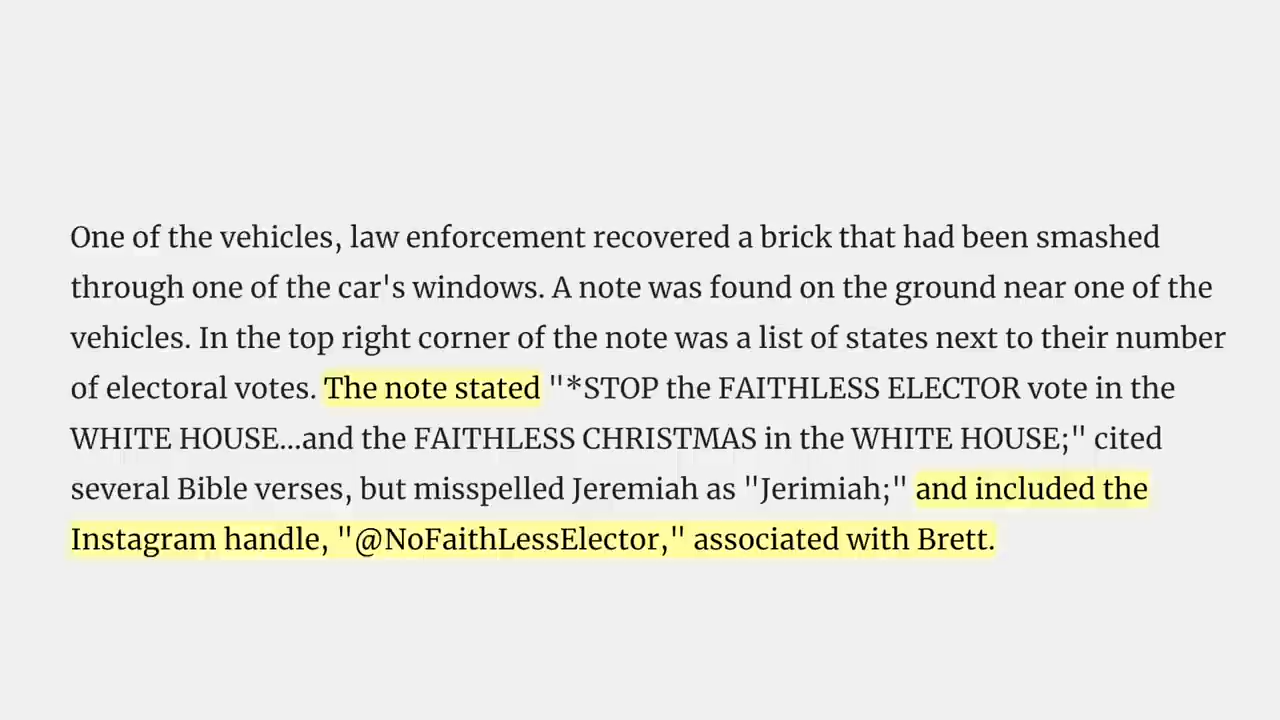 One of the vehicles, law enforcement recovered a brick that had been smashed
through one of the car's windows. A note was found on the ground near one of the
vehicles. In the top right corner of the note was a list of states next to their number
of electoral votes. The note stated "*STOP the FAITHLESS ELECTOR vote in the
WHITE HOUSE...and the FAITHLESS CHRISTMAS in the WHITE HOUSE;" cited
several Bible verses, but misspelled Jeremiah as "Jerimiah;" and included the
Instagram handle, "@NoFaithLessElector," associated with Brett.